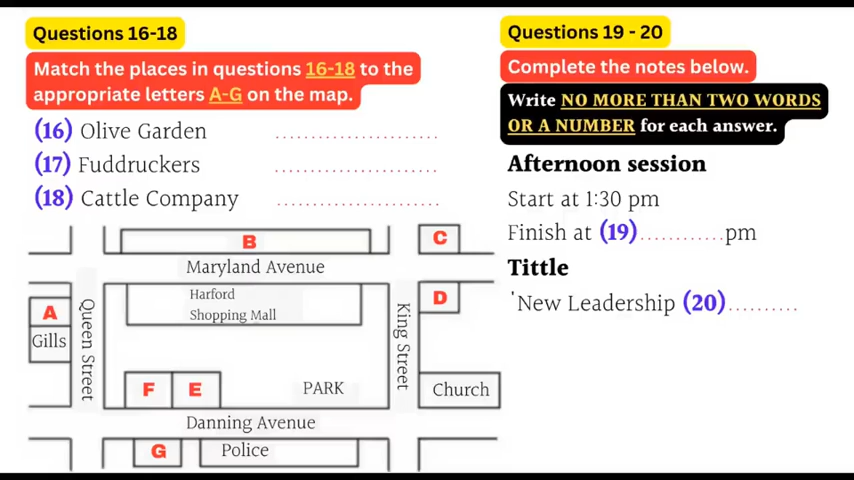 Questions 16-18
Match the places in questions 16-18 to the
appropriate letters A-G on the map.
(16) Olive Garden ........................
(17) Fuddruckers ........................
(18) Cattle Company ........................
B
C
Maryland Avenue
Harford
Shopping Mall
D
A
Gills
Queen Street
King Street
F
E
PARK
Church
Danning Avenue
G
Police
Questions 19 - 20
Complete the notes below.
Write NO MORE THAN TWO WORDS
OR A NUMBER for each answer.
Afternoon session
Start at 1:30 pm
Finish at (19)............pm
Tittle
'New Leadership (20)..........